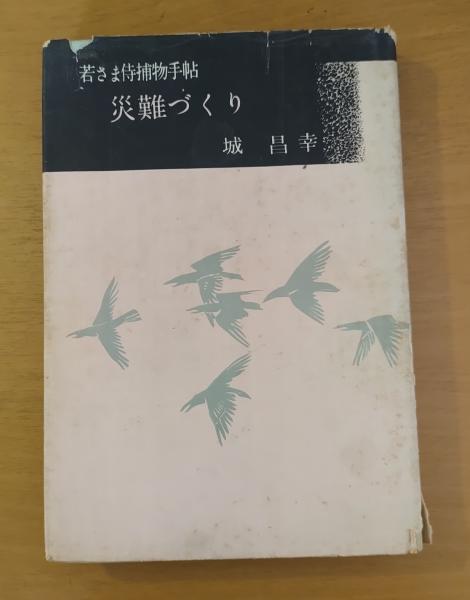 若さま侍捕物手帖
災難づくり
城 昌幸